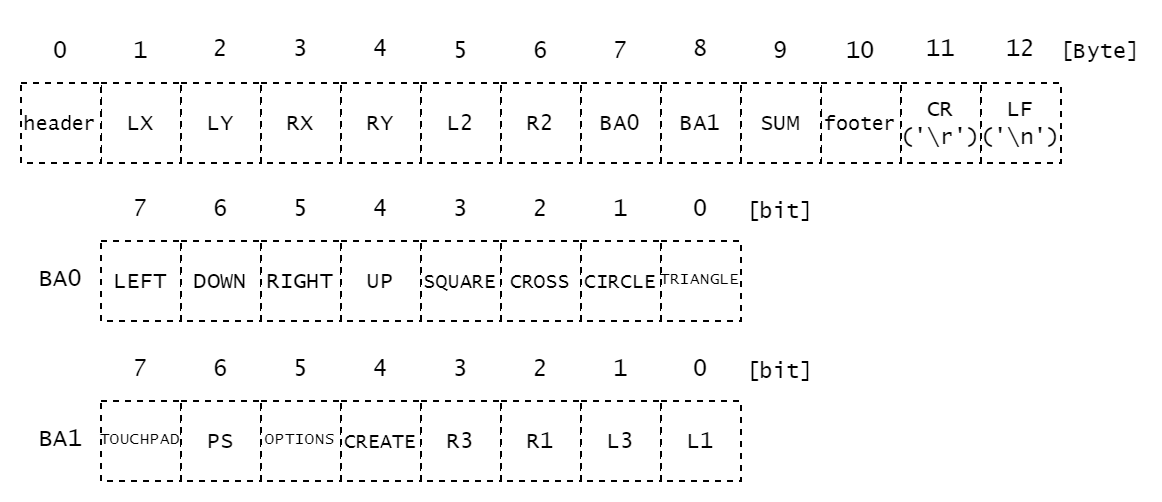 0 1 2 3 4 5 6 7 8 9 10 11 12 [Byte]
header LX LY RX RY L2 R2 BA0 BA1 SUM footer CR LF
('\r') ('\n')
7 6 5 4 3 2 1 0 [bit]
BA0 LEFT DOWN RIGHT UP SQUARE CROSS CIRCLE TRIANGLE
7 6 5 4 3 2 1 0 [bit]
BA1 TOUCHPAD PS OPTIONS CREATE R3 R1 L3 L1